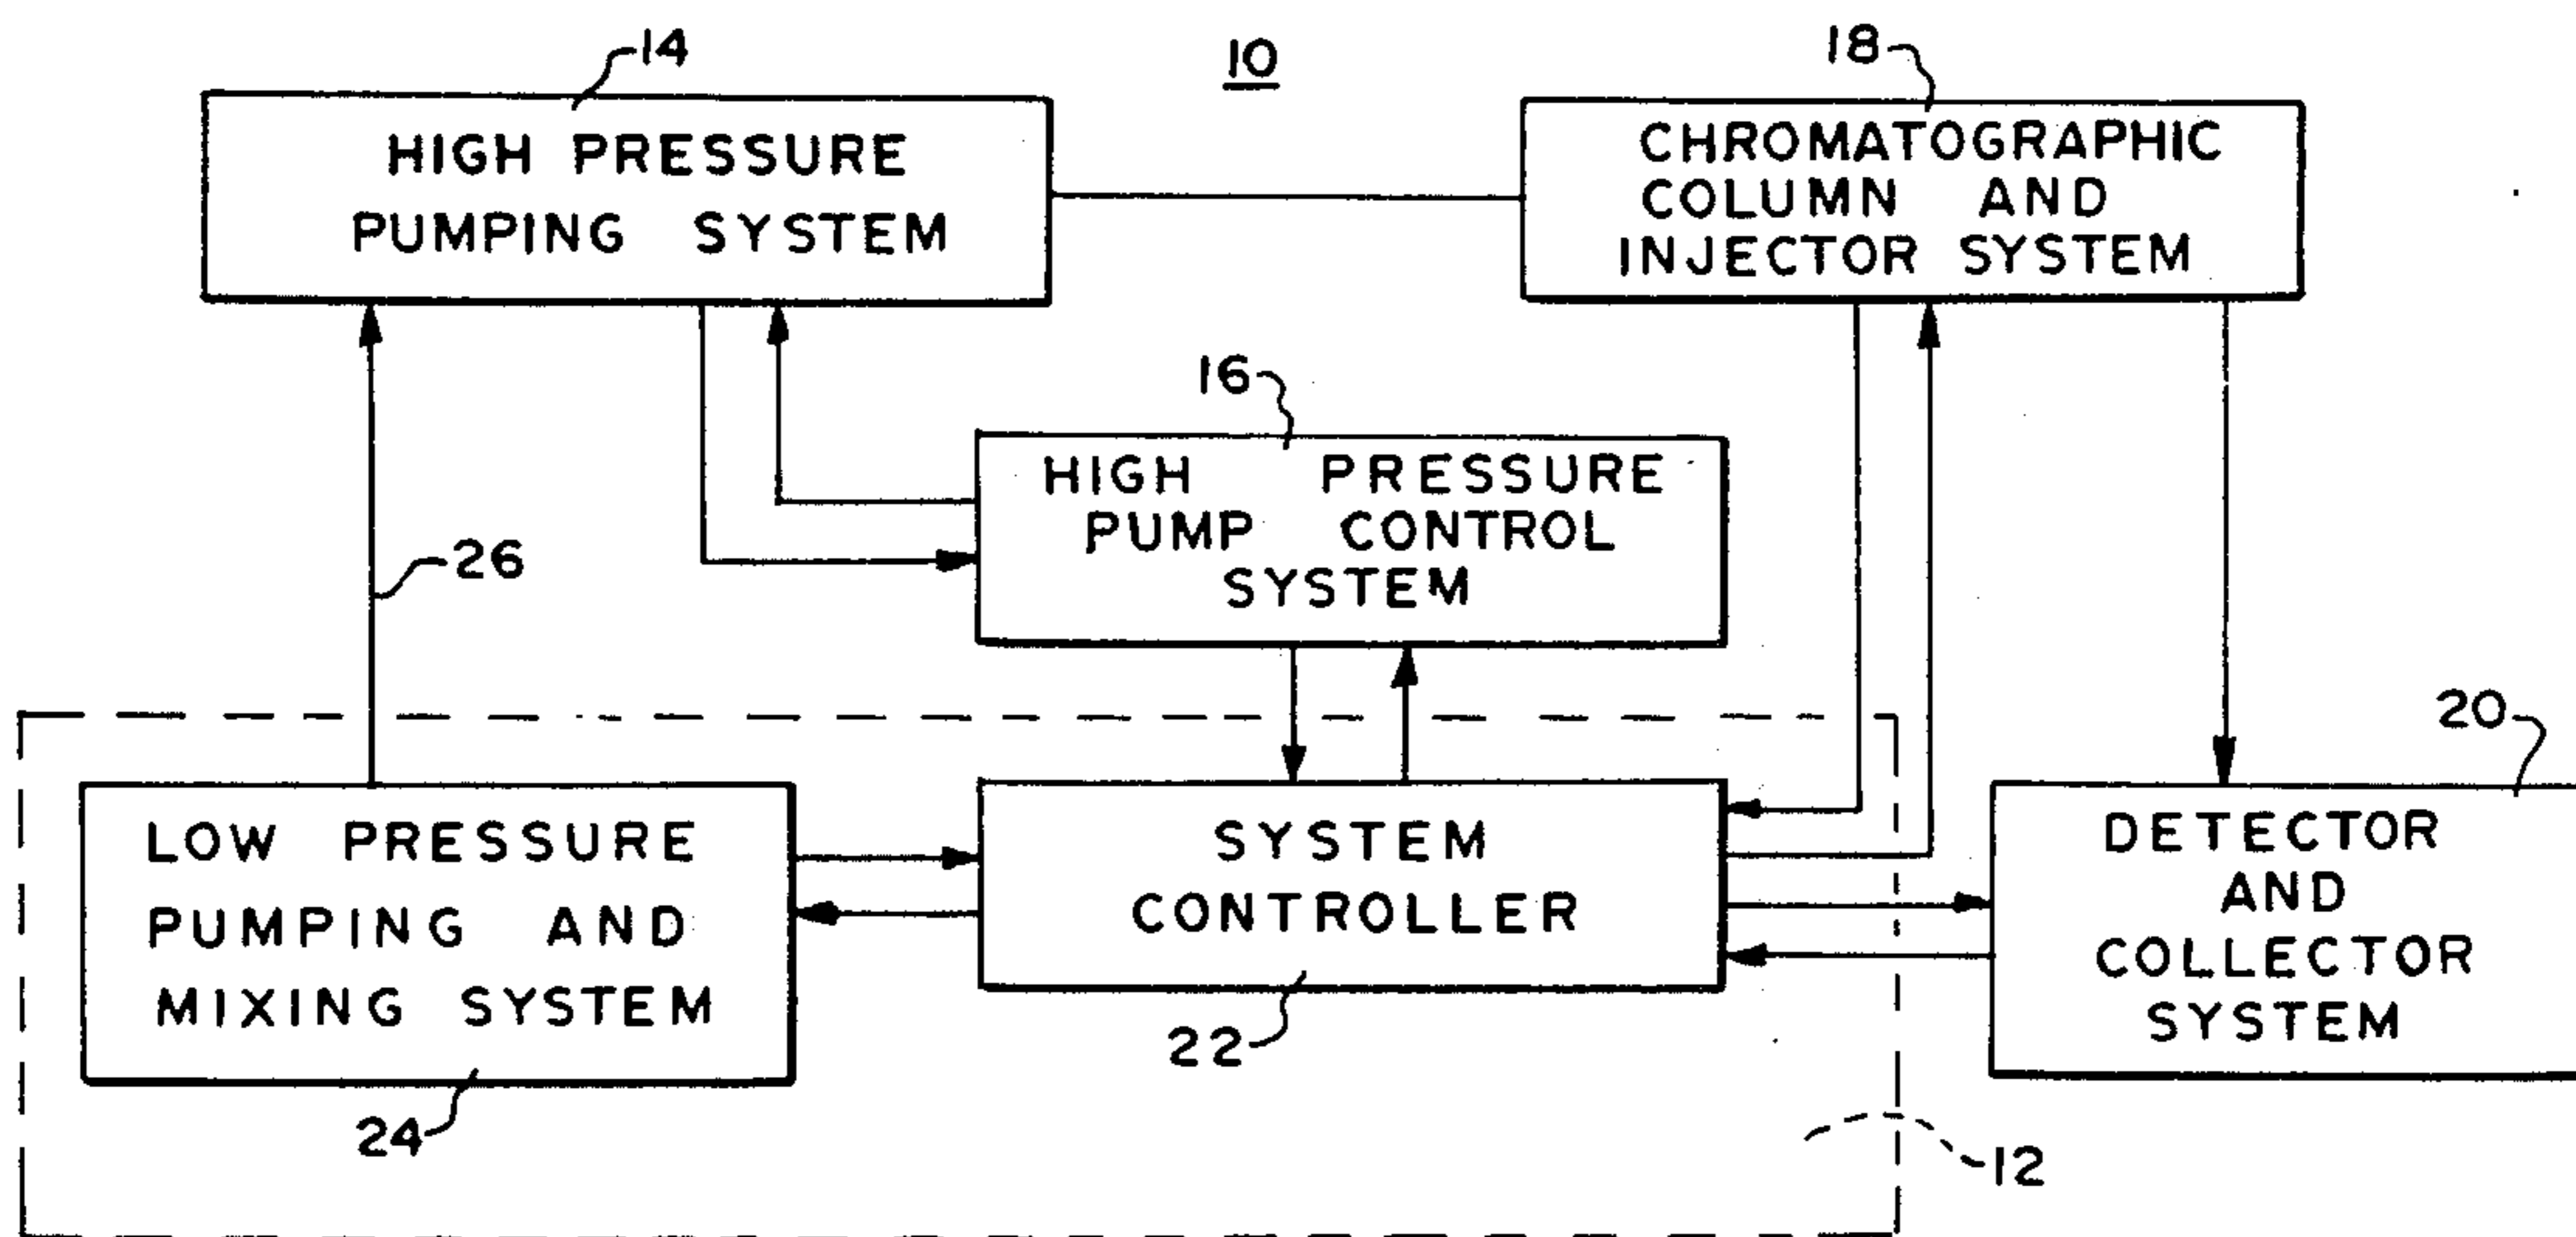 14
10
18
HIGH PRESSURE
PUMPING SYSTEM
CHROMATOGRAPHIC
COLUMN AND
INJECTOR SYSTEM
16
HIGH PRESSURE
PUMP CONTROL
SYSTEM
26
20
LOW PRESSURE
PUMPING AND
MIXING SYSTEM
SYSTEM
CONTROLLER
DETECTOR
AND
COLLECTOR
SYSTEM
22
24
12